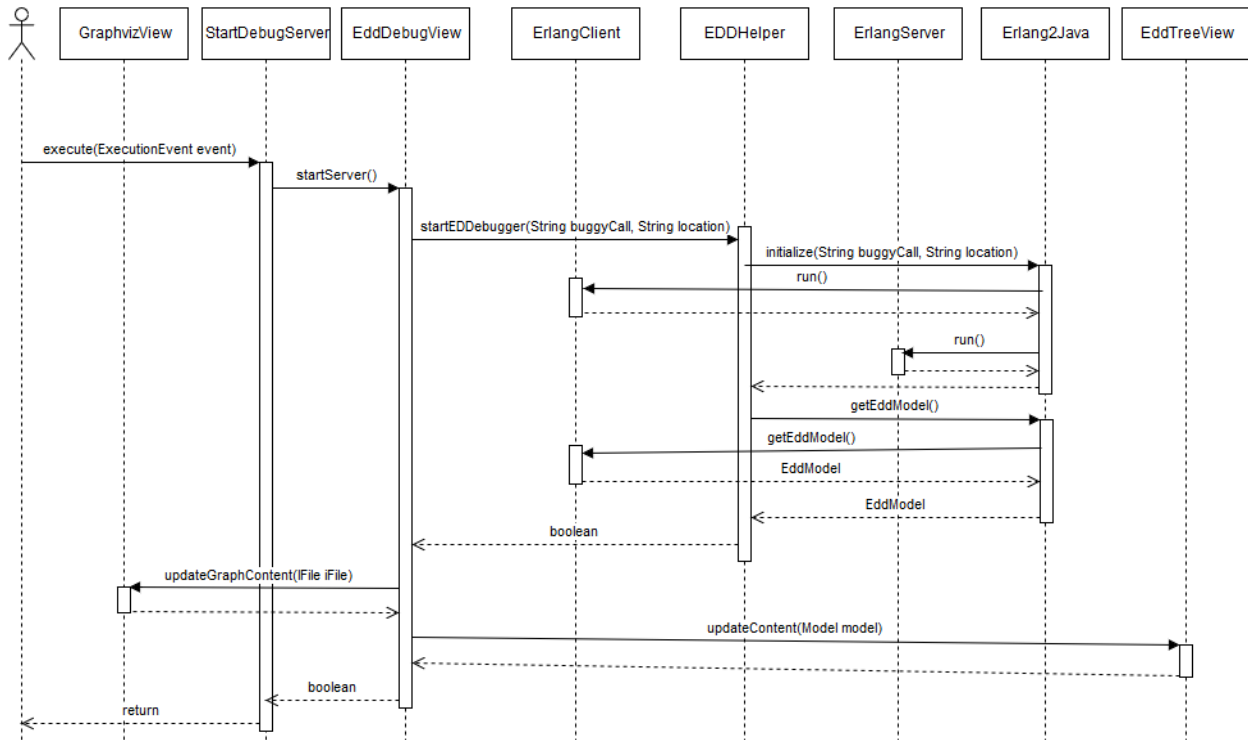 GraphvizView
StartDebugServer
EddDebugView
ErlangClient
EDDHelper
ErlangServer
Erlang2Java
EddTreeView
execute(ExecutionEvent event)
startServer()
startEDDebugger(String buggyCall, String location)
initialize(String buggyCall, String location)
run()
run()
getEddModel()
getEddModel()
EddModel
EddModel
boolean
updateGraphContent(IFile iFile)
updateContent(Model model)
boolean
return